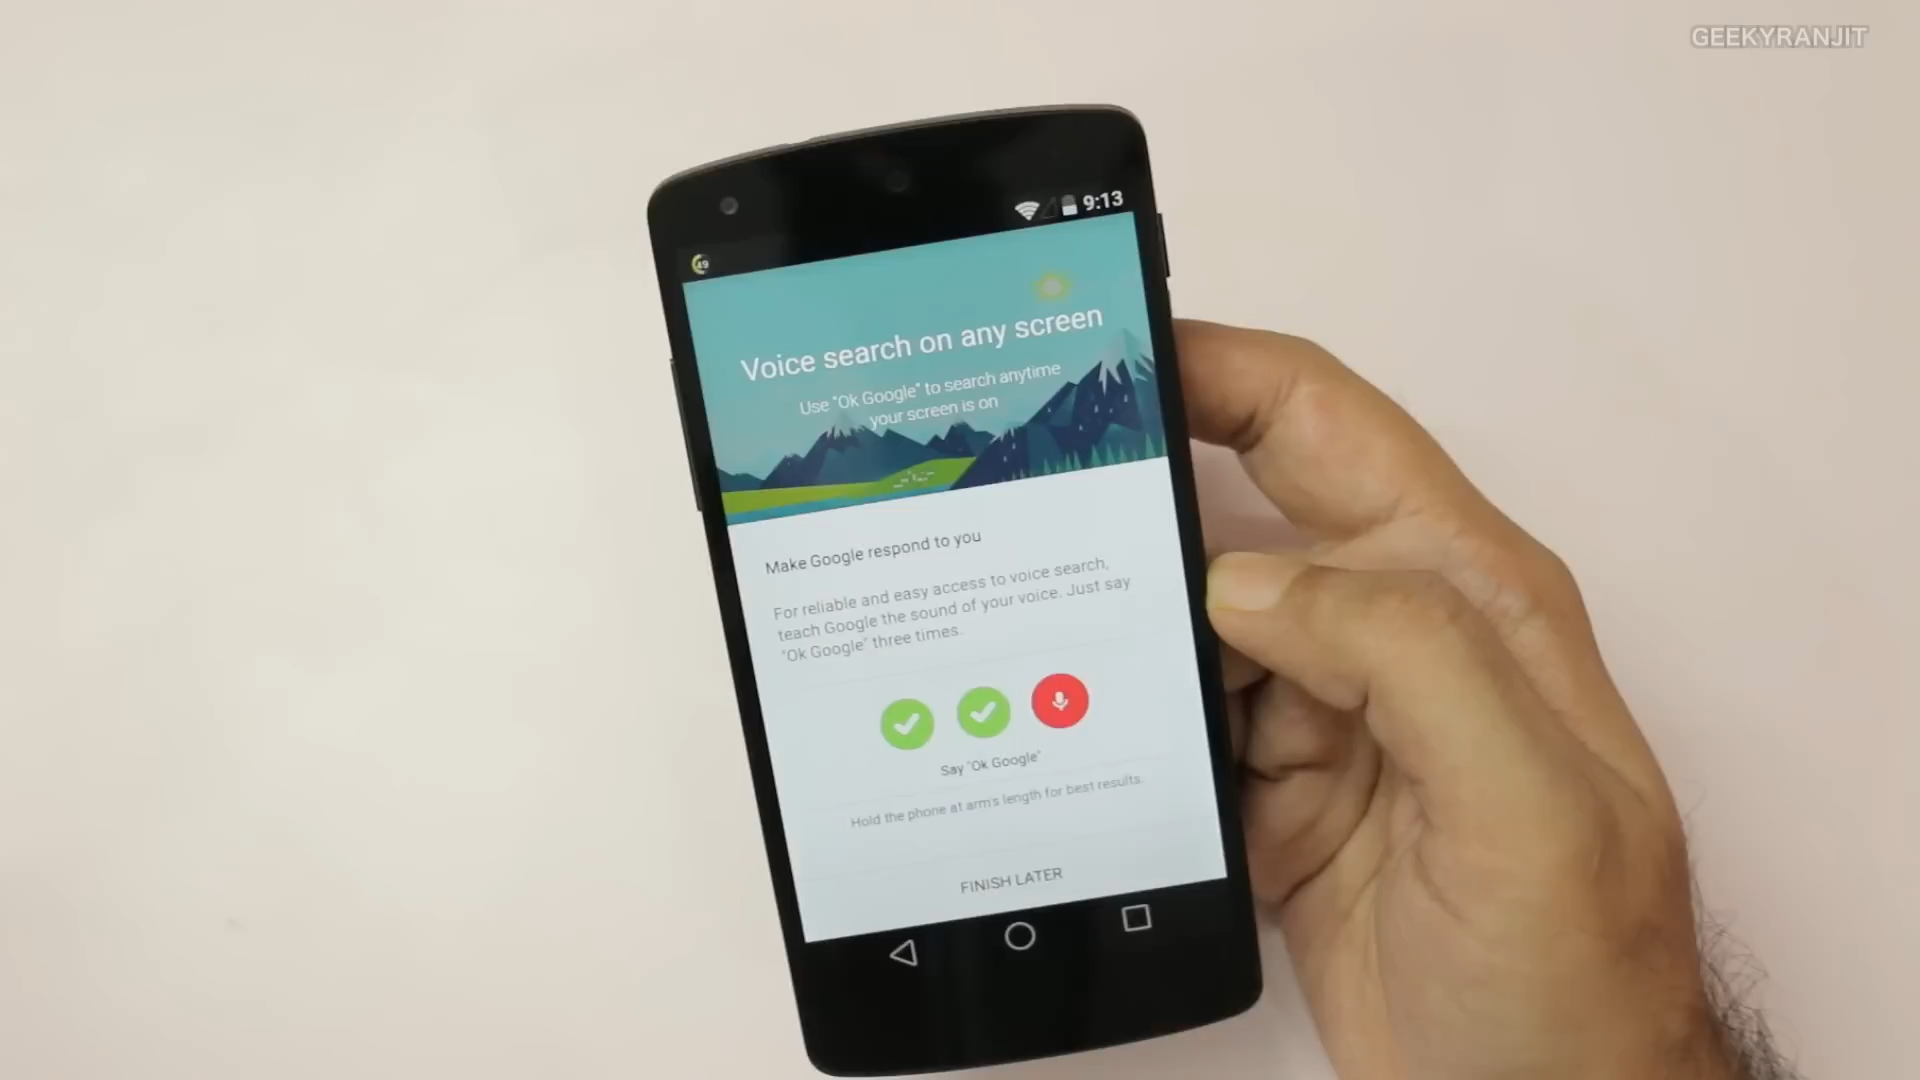 GEEKYRANJIT
9:13
49
Voice search on any screen
Use "Ok Google" to search anytime
your screen is on
Make Google respond to you
For reliable and easy access to voice search,
teach Google the sound of your voice. Just say
"Ok Google" three times.
Say "Ok Google"
Hold the phone at arm's length for best results.
FINISH LATER